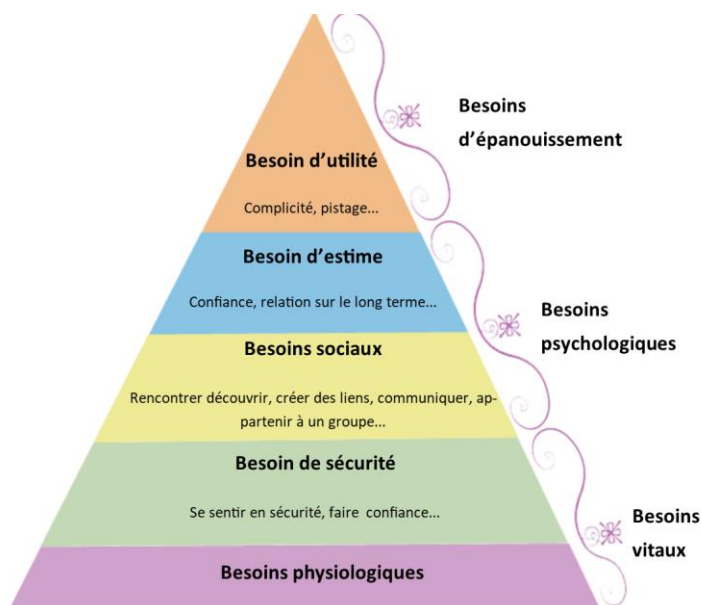 Besoins
d'épanouissement
Besoin d'utilité
Complicité, pistage...
Besoin d'estime
Confiance, relation sur le long terme...
Besoins
psychologiques
Besoins sociaux
Rencontrer découvrir, créer des liens, communiquer, ap-
partenir à un groupe...
Besoin de sécurité
Se sentir en sécurité, faire  confiance...
Besoins
vitaux
Besoins physiologiques